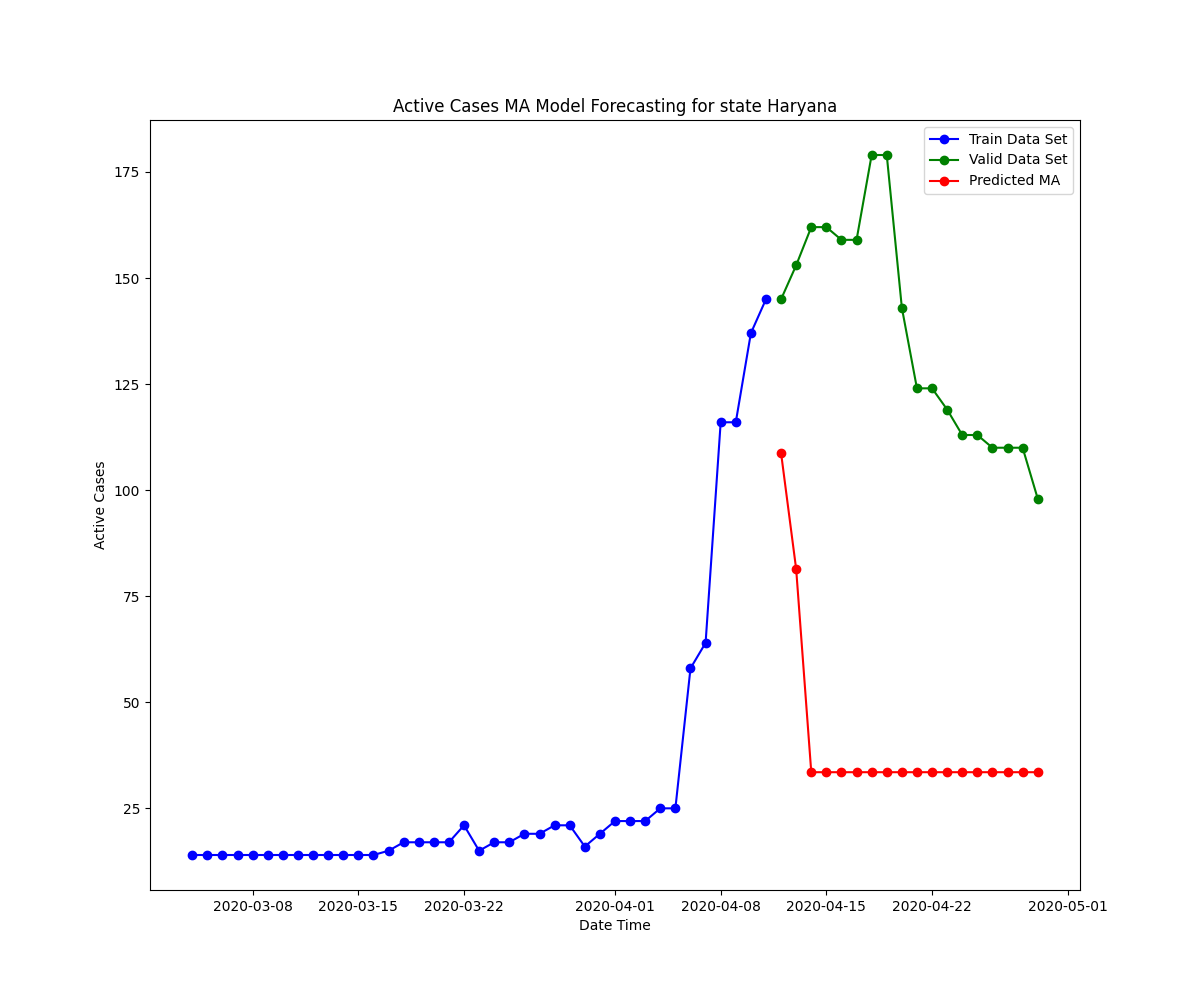 Active Cases MA Model Forecasting for state Haryana
Train Data Set
Valid Data Set
Predicted MA
175
150
125
100
75
50
25
Active Cases
2020-03-08 2020-03-15 2020-03-22 2020-04-01 2020-04-08 2020-04-15 2020-04-22 2020-05-01
Date Time